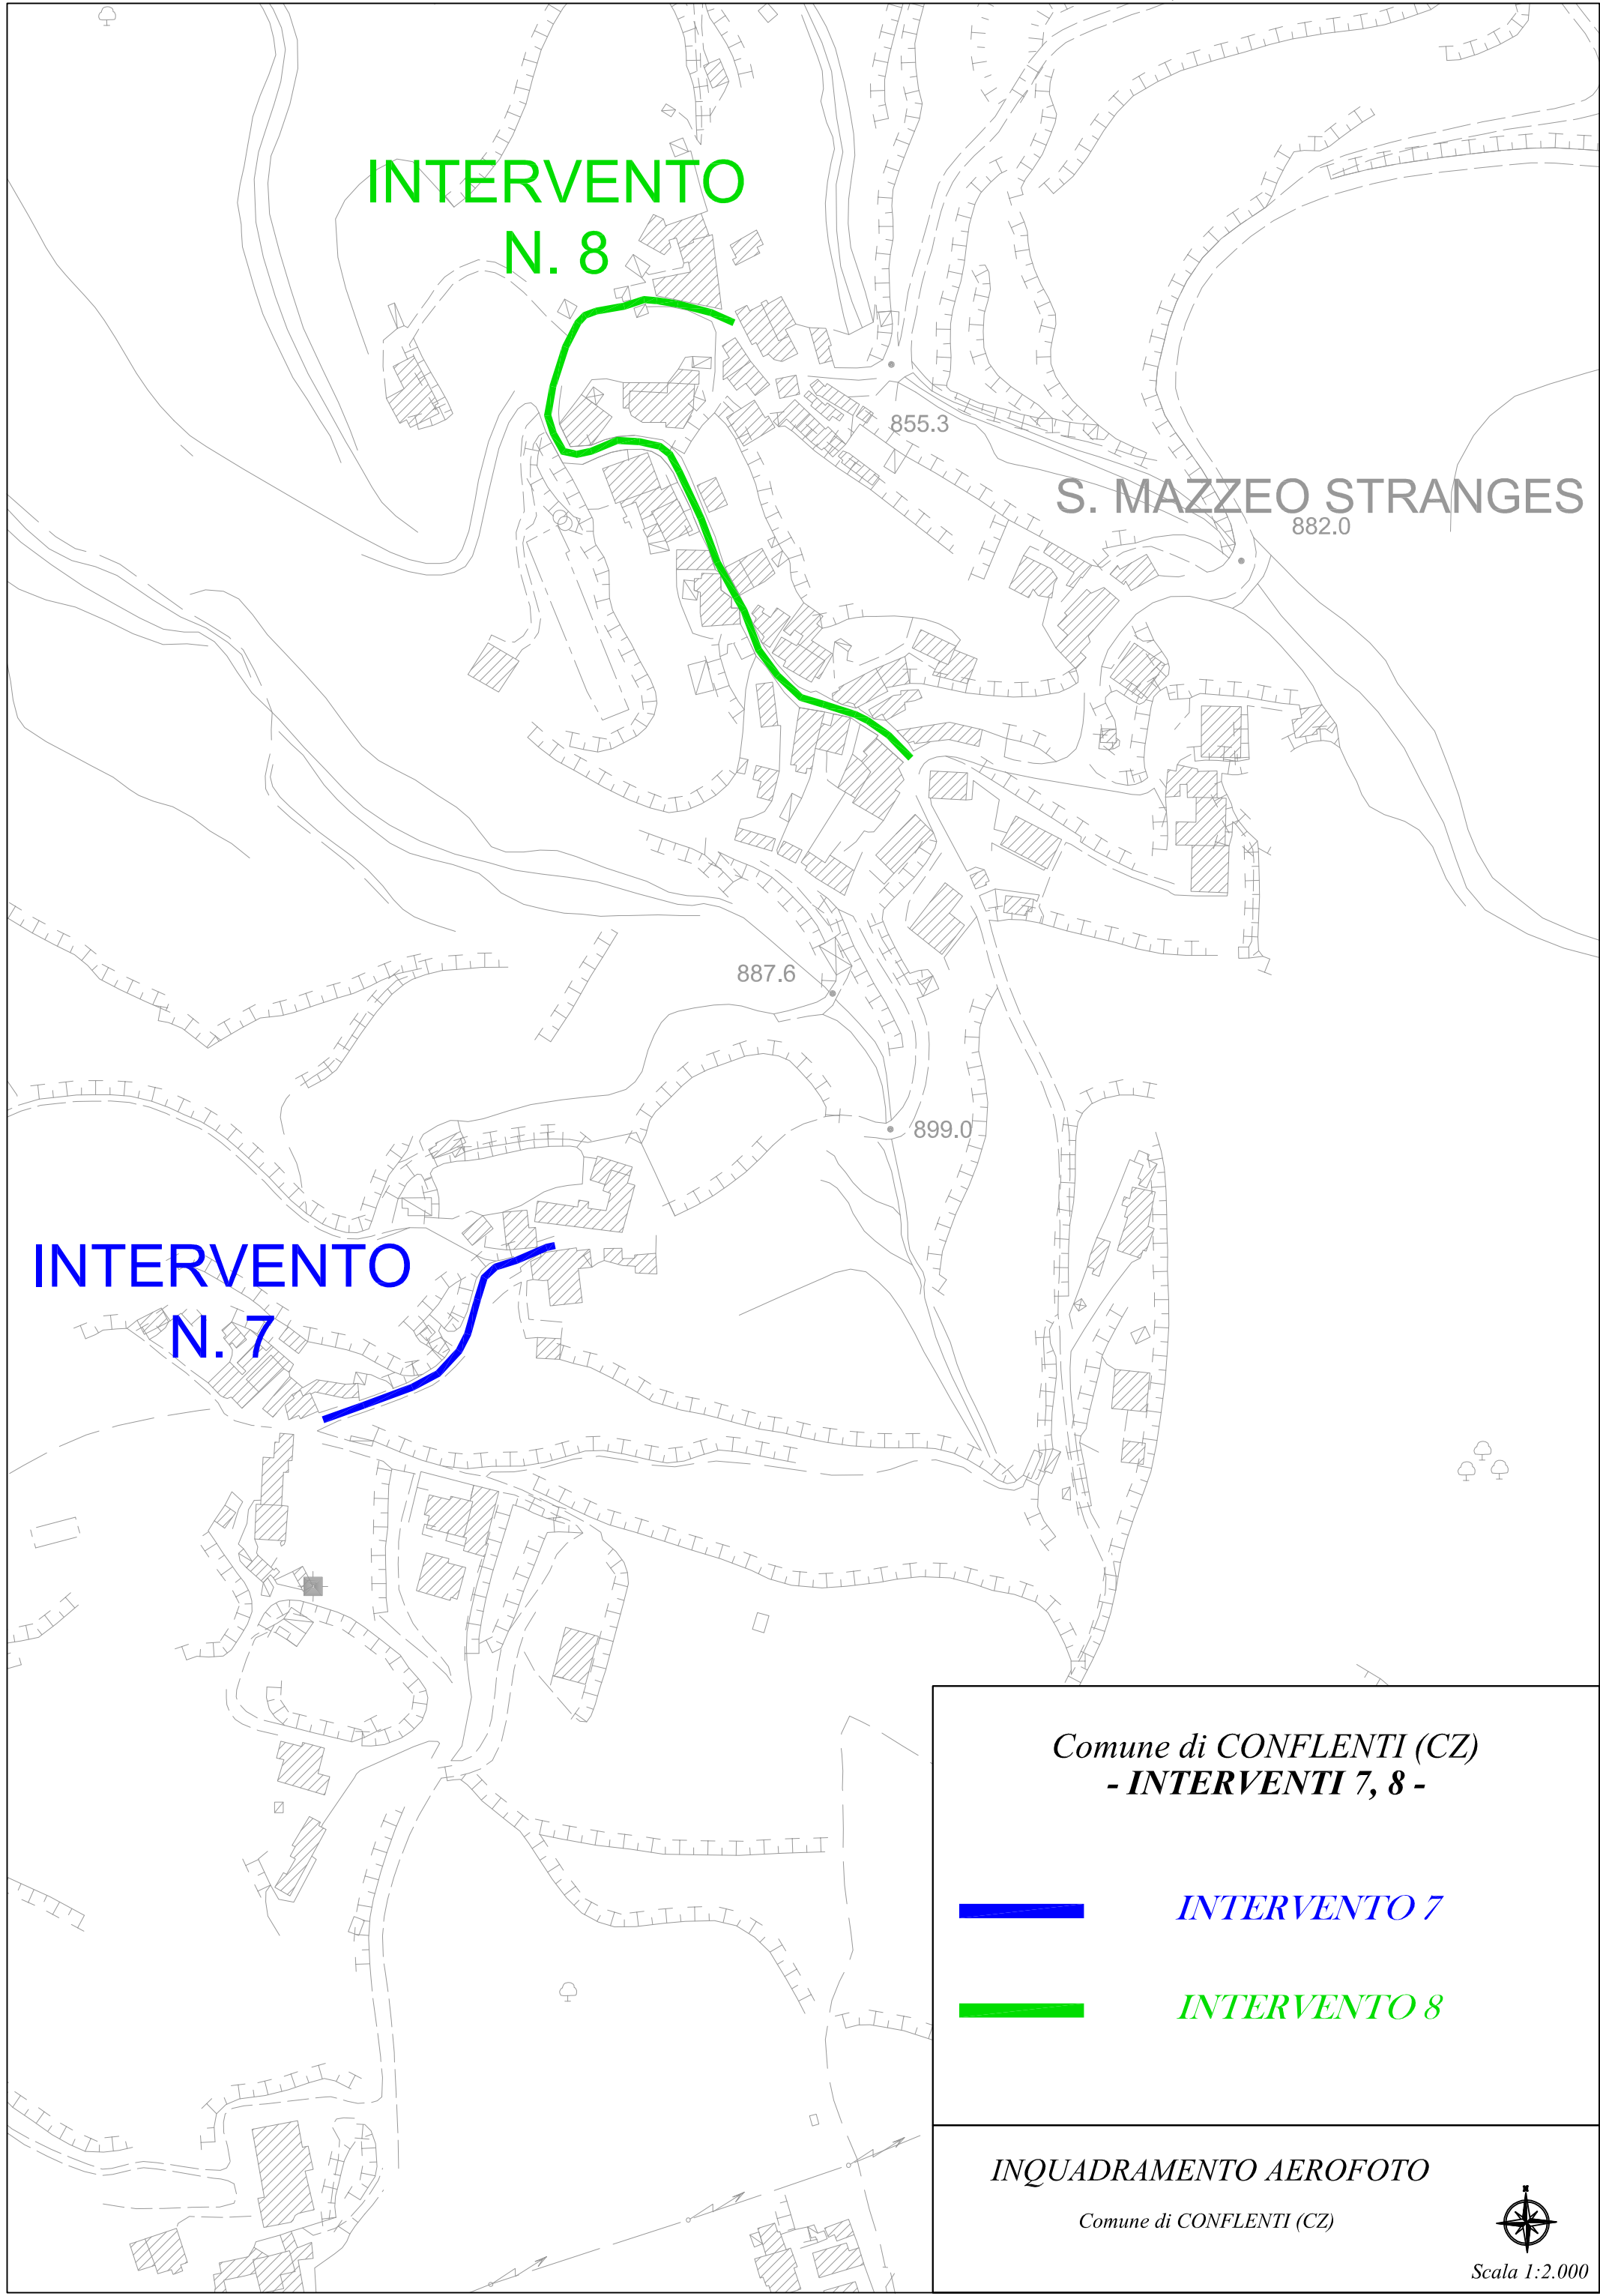 INTERVENTO
N. 8
855.3
S. MAZZEO STRANGES
882.0
887.6
899.0
INTERVENTO
N. 7
Comune di CONFLENTI (CZ)
- INTERVENTI 7, 8 -
INTERVENTO 7
INTERVENTO 8
INQUADRAMENTO AEROFOTO
Comune di CONFLENTI (CZ)
Scala 1:2.000